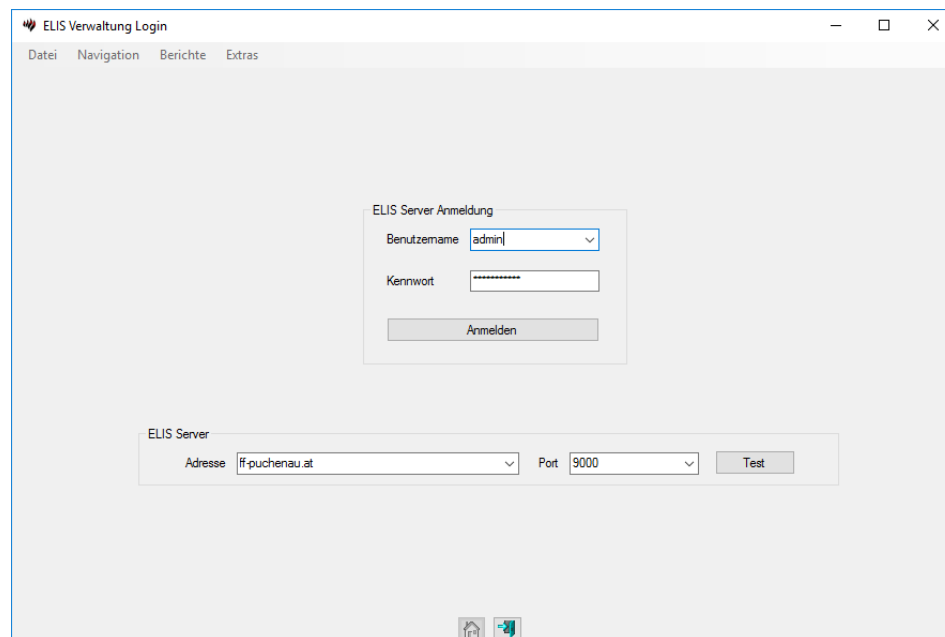 ELIS Verwaltung Login
Datei Navigation Berichte Extras
ELIS Server Anmeldung
Benutzername admin
Kennwort ***********
Anmelden
ELIS Server
Adresse ff-puchenau.at Port 9000 Test